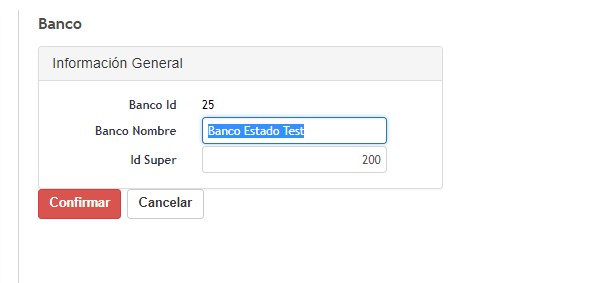 Banco
Información General
Banco Id 25
Banco Nombre Banco Estado Test
Id Super 200
Confirmar Cancelar